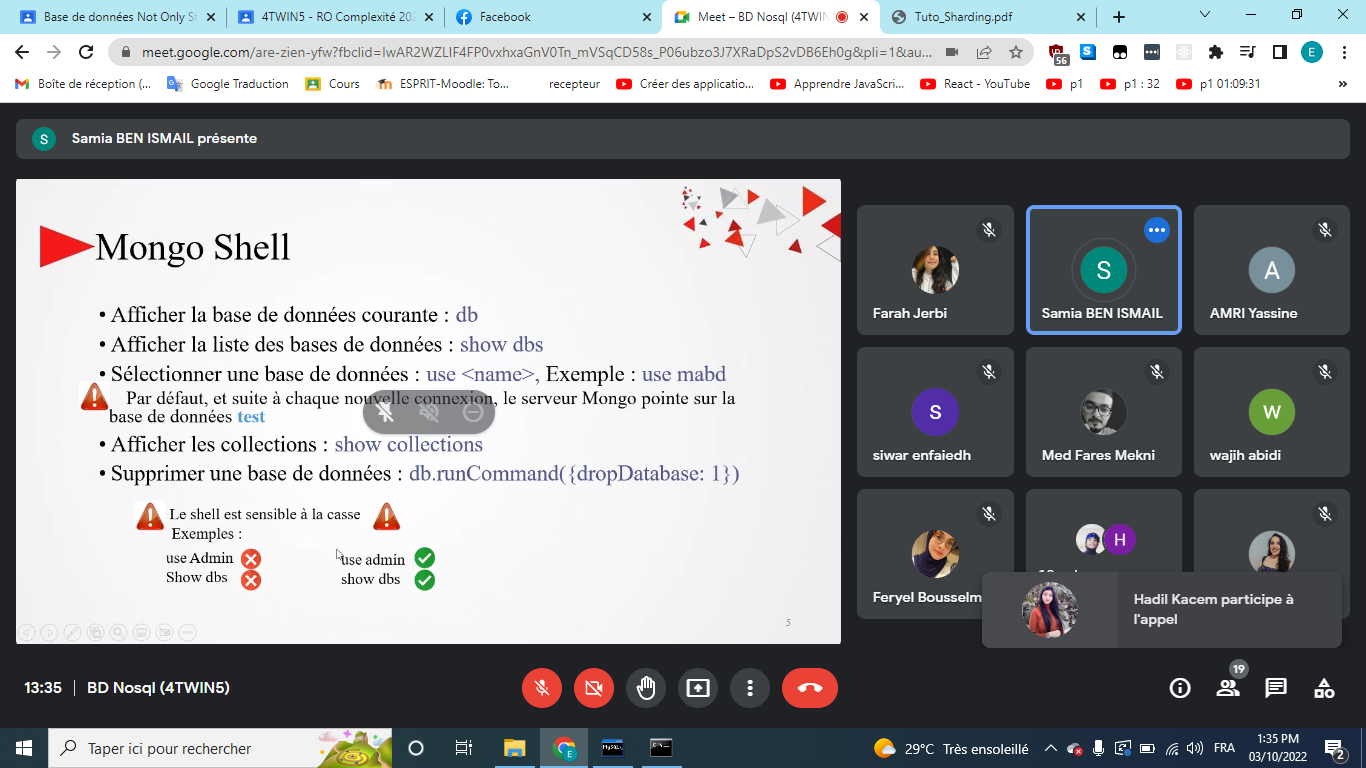 Base de données Not Only S
4TWIN5 - RO Complexité 202
Facebook
Meet – BD Nosql (4TWIN
Tuto_Sharding.pdf
meet.google.com/are-zien-yfw?fbclid=IwAR2WZLIF4FP0vxhxaGnV0Tn_mVSqCD58s_P06ubzo3J7XRaDpS2vDB6Eh0g&pli=1&au...
56
E
Boîte de réception (...
Google Traduction
Cours
ESPRIT-Moodle: To...
recepteur
Créer des applicatio...
Apprendre JavaScri...
React - YouTube
p1
p1 : 32
p1 01:09:31
»
S
Samia BEN ISMAIL présente
Mongo Shell
• Afficher la base de données courante : db
• Afficher la liste des bases de données : show dbs
• Sélectionner une base de données : use <name>, Exemple : use mabd
Par défaut, et suite à chaque nouvelle connexion, le serveur Mongo pointe sur la
base de données test
• Afficher les collections : show collections
• Supprimer une base de données : db.runCommand({dropDatabase: 1})
Le shell est sensible à la casse
Exemples :
use Admin
Show dbs
use admin
show dbs
5
Farah Jerbi
S
Samia BEN ISMAIL
A
AMRI Yassine
S
siwar enfaiedh
Med Fares Mekni
W
wajih abidi
Feryel Bousselm
H
Hadil Kacem participe à
l'appel
13:35
BD Nosql (4TWIN5)
19
Taper ici pour rechercher
E
29°C Très ensoleillé
FRA
1:35 PM
03/10/2022
2